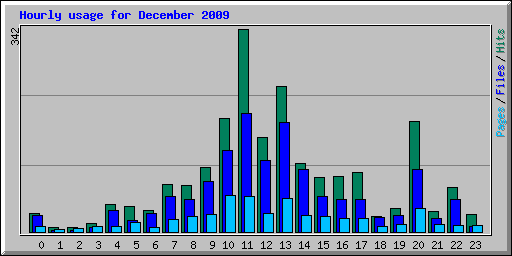 Hourly usage for December 2009
342
Pages / Files / Hits
0 1 2 3 4 5 6 7 8 9 10 11 12 13 14 15 16 17 18 19 20 21 22 23